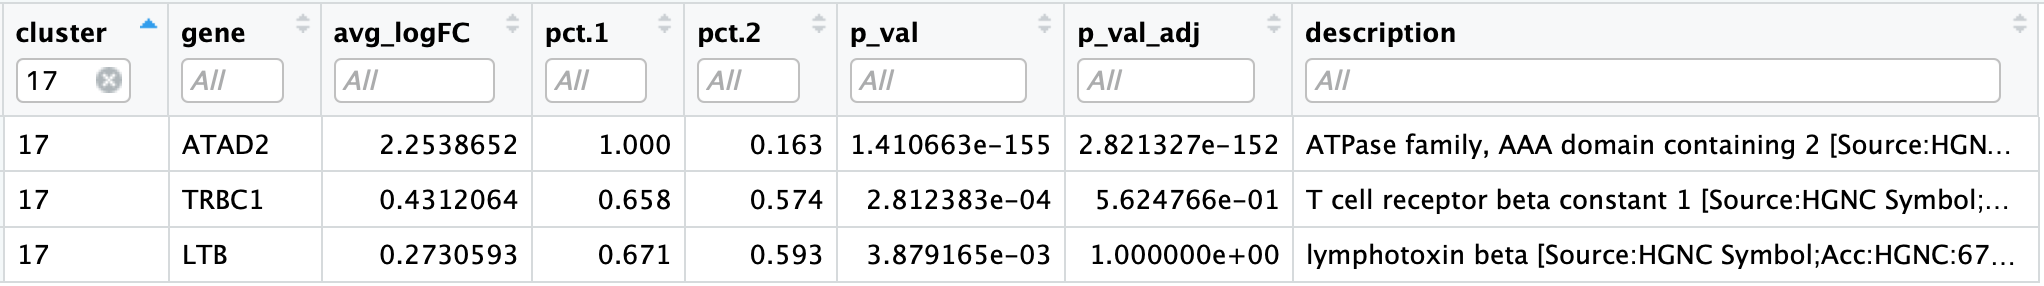 cluster gene avg_logFC pct.1 pct.2 p_val p_val_adj description
17 All All All All All All All
17 ATAD2 2.2538652 1.000 0.163 1.410663e-155 2.821327e-152 ATPase family, AAA domain containing 2 [Source:HGN...
17 TRBC1 0.4312064 0.658 0.574 2.812383e-04 5.624766e-01 T cell receptor beta constant 1 [Source:HGNC Symbol;...
17 LTB 0.2730593 0.671 0.593 3.879165e-03 1.000000e+00 lymphotoxin beta [Source:HGNC Symbol;Acc:HGNC:67...